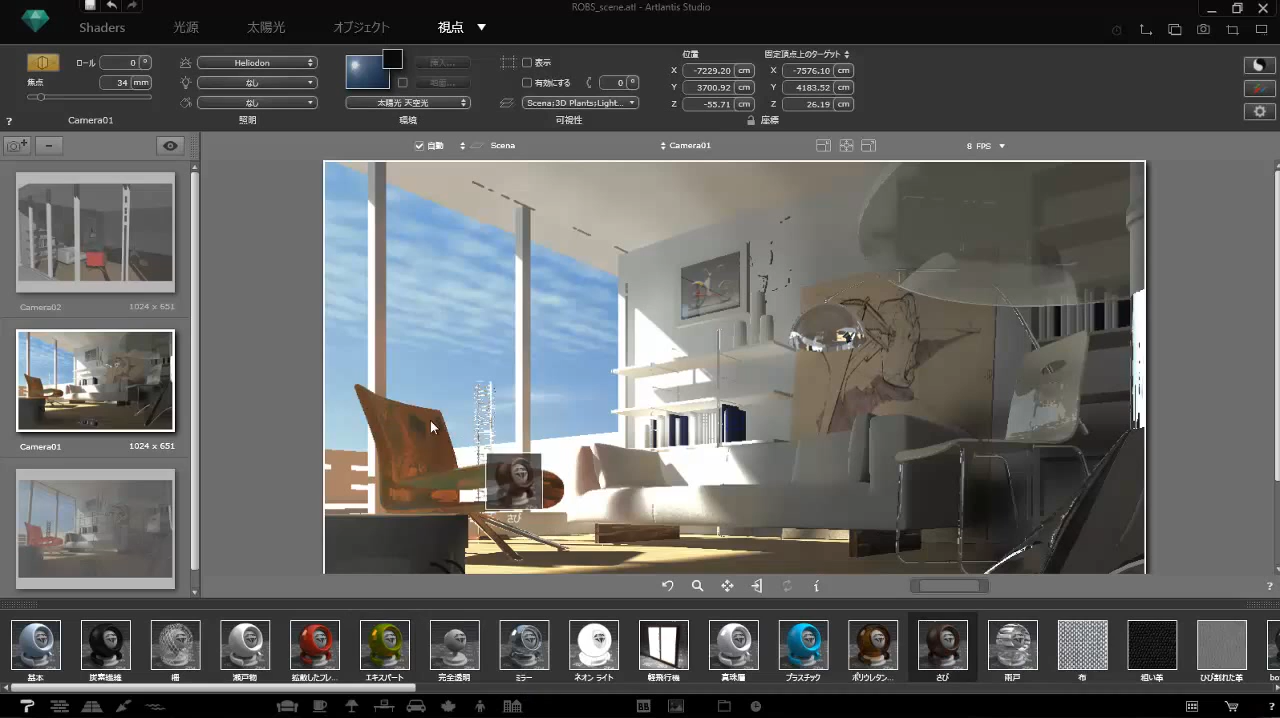 ROBS_scene.atl - Artlantis Studio
Shaders 光源 太陽光 オブジェクト 視点
位置 固定頂点上のターゲット
ロール 0 °
Heliodon
表示
X -7229.20 cm X -7576.10 cm
焦点 34 mm
なし
有効にする 0 °
Y 3700.92 cm Y 4183.52 cm
なし
太陽光 天空光
Scena;3D Plants;Light...
Z -55.71 cm Z 26.19 cm
? Camera01 照明 環境 可視性 座標
自動 Scena Camera01 8 FPS
Camera02 1024 x 651
Camera01 1024 x 651
さび
?
基本 炭素繊維 柵 瀬戸物 拡散したフレ... エキスパート 完全透明 ミラー ネオン ライト 軽飛行機 真珠層 プラスチック ポリウレタン... さび 雨戸 布 粗い革 ひび割れた革
?